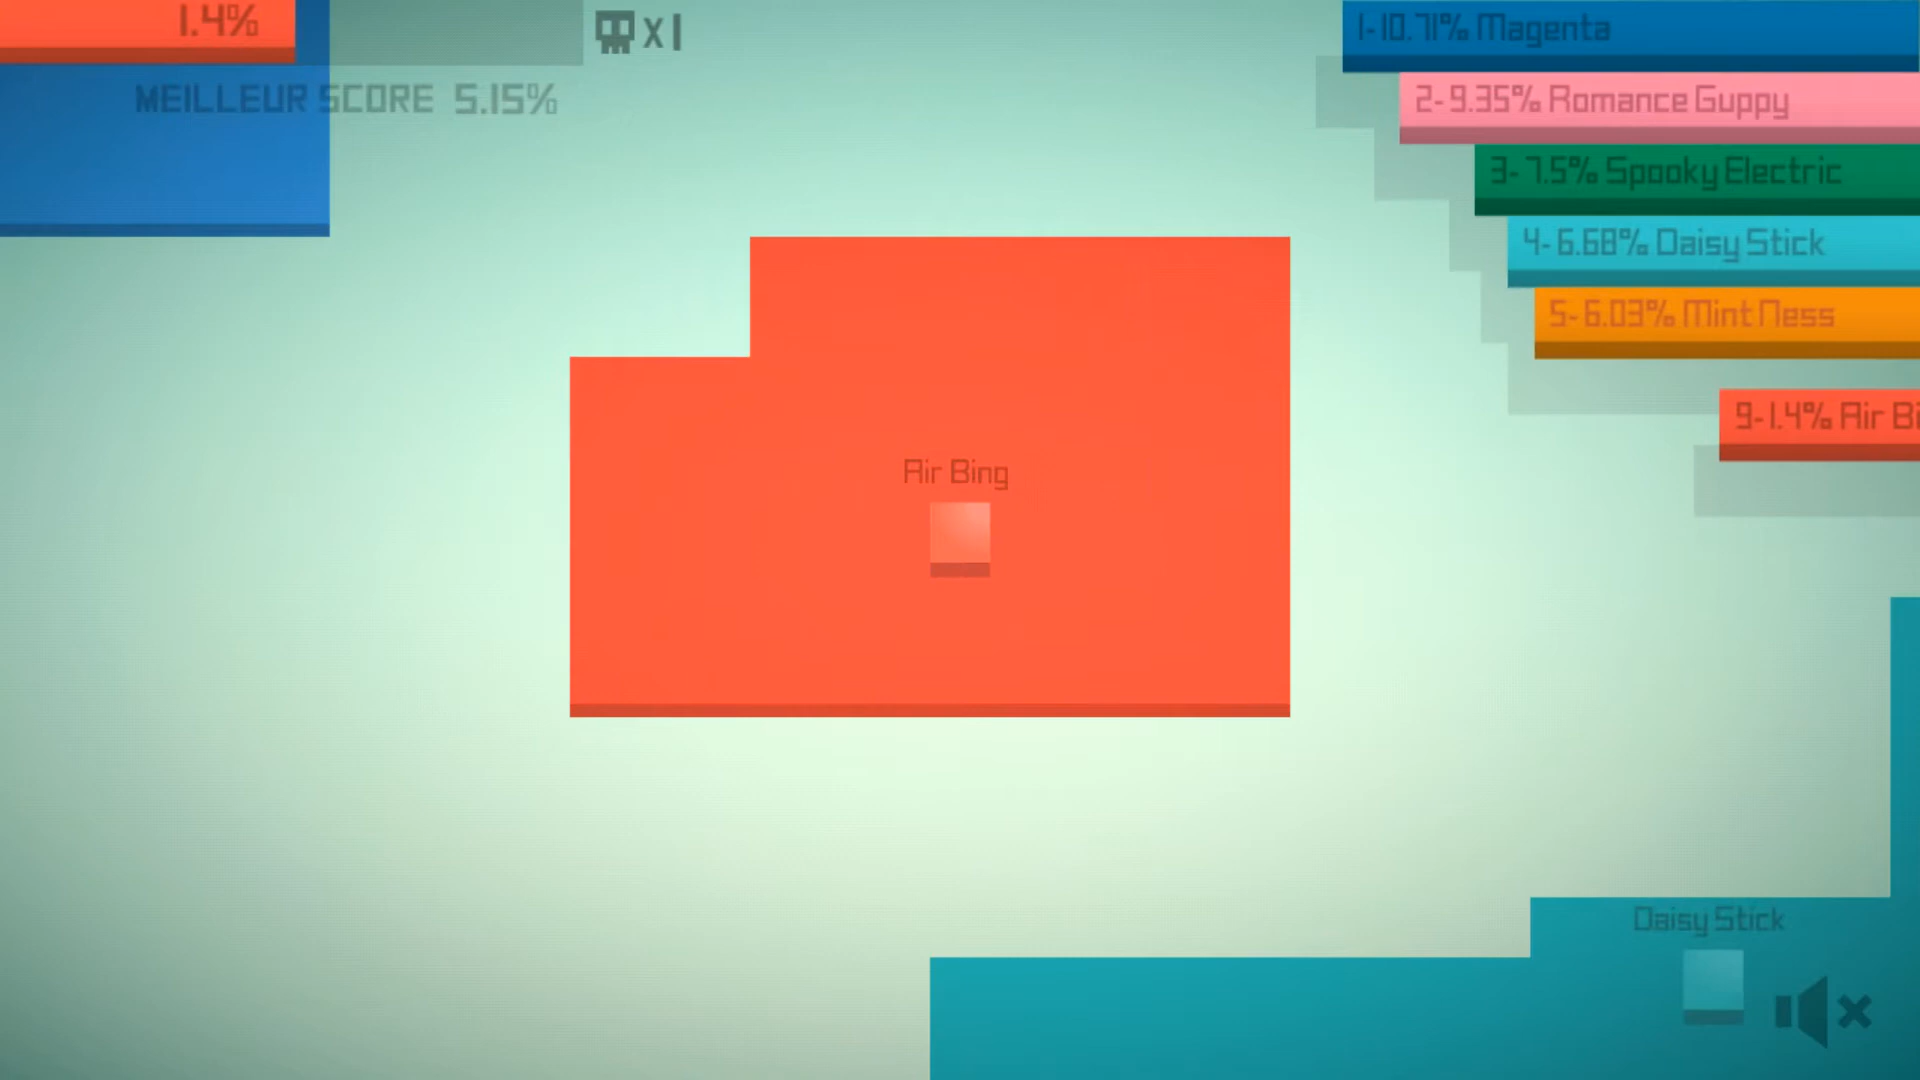 1.4%
X 1
MEILLEUR SCORE 5.15%
1-10.71% Magenta
2-9.35% Romance Guppy
3-7.5% Spooky Electric
4-6.68% Daisy Stick
5-6.03% Mint Ness
9-1.4% Air Bi
Air Bing
Daisy Stick